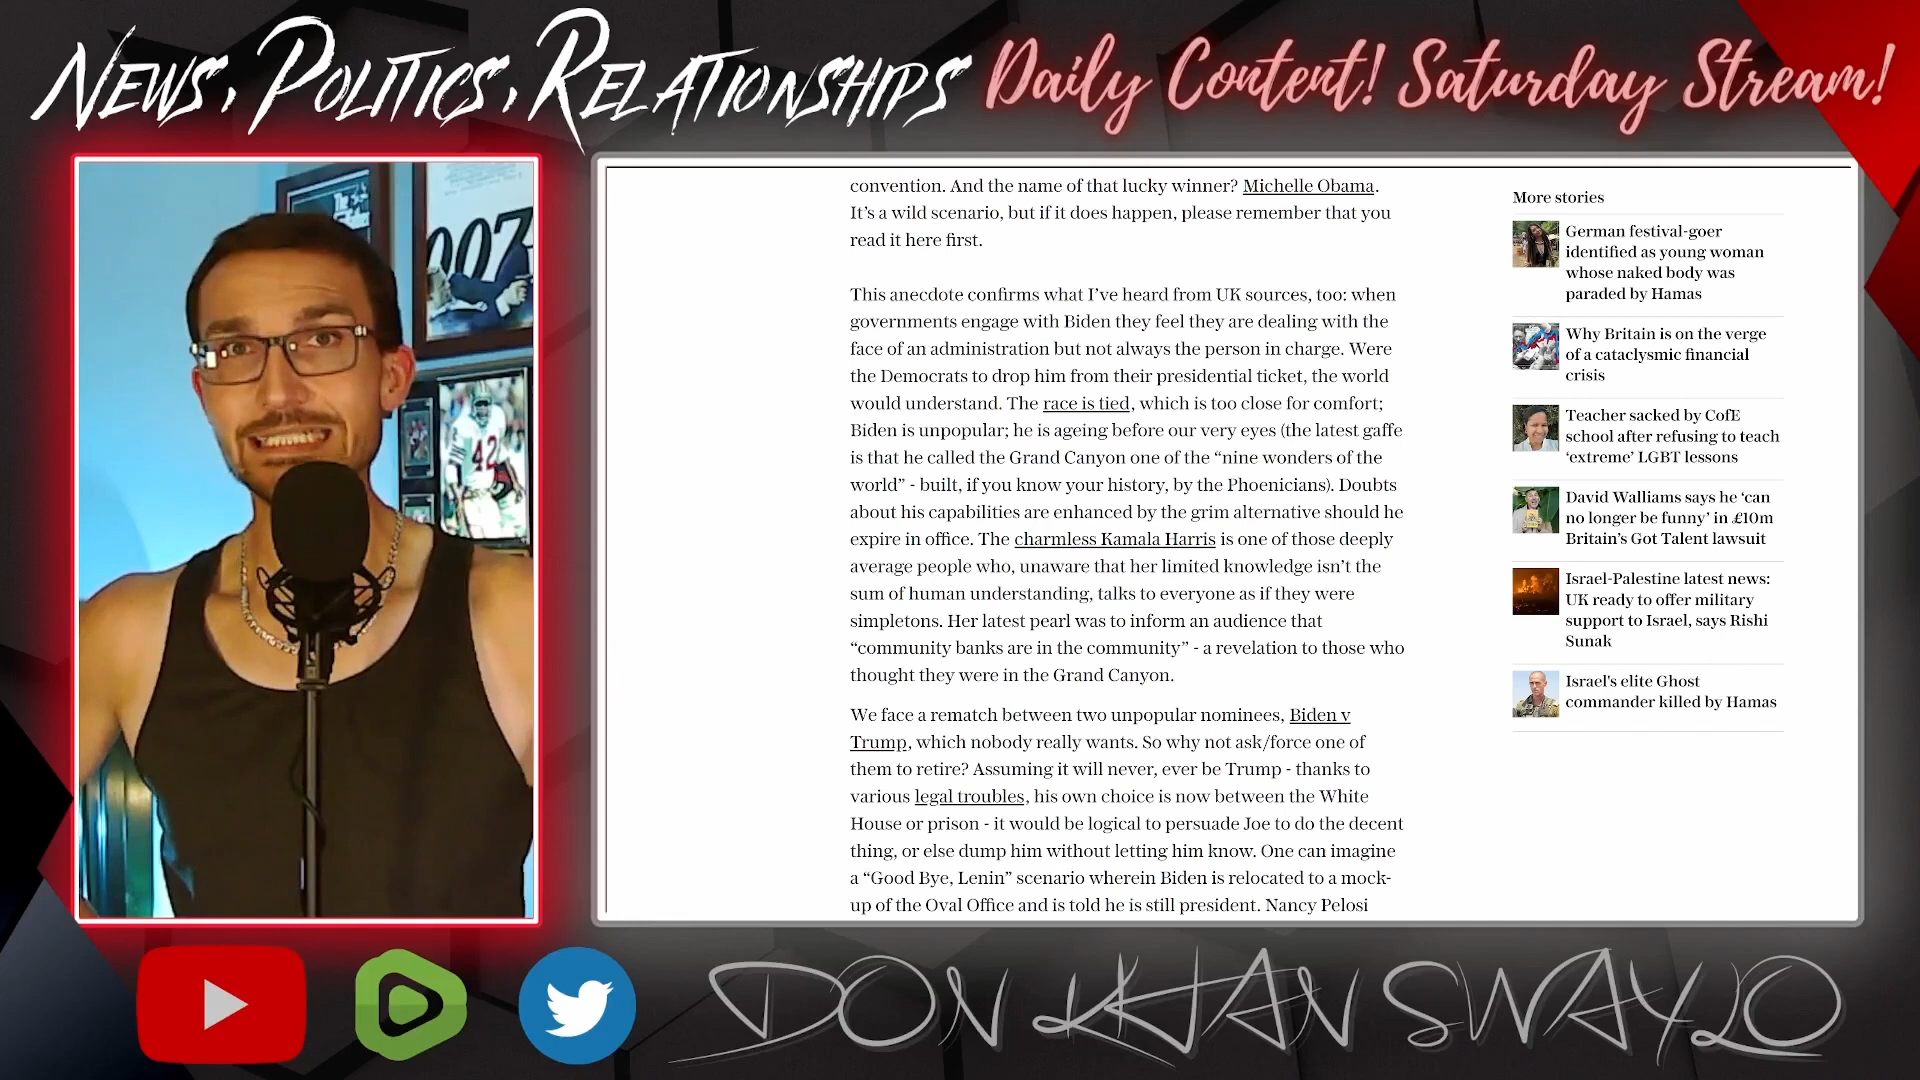 News, Politics, Relationships
Daily Content! Saturday Stream!
007
42
convention. And the name of that lucky winner? Michelle Obama.
It’s a wild scenario, but if it does happen, please remember that you
read it here first.
This anecdote confirms what I’ve heard from UK sources, too: when
governments engage with Biden they feel they are dealing with the
face of an administration but not always the person in charge. Were
the Democrats to drop him from their presidential ticket, the world
would understand. The race is tied, which is too close for comfort;
Biden is unpopular; he is ageing before our very eyes (the latest gaffe
is that he called the Grand Canyon one of the “nine wonders of the
world” - built, if you know your history, by the Phoenicians). Doubts
about his capabilities are enhanced by the grim alternative should he
expire in office. The charmless Kamala Harris is one of those deeply
average people who, unaware that her limited knowledge isn’t the
sum of human understanding, talks to everyone as if they were
simpletons. Her latest pearl was to inform an audience that
“community banks are in the community” - a revelation to those who
thought they were in the Grand Canyon.
We face a rematch between two unpopular nominees, Biden v
Trump, which nobody really wants. So why not ask/force one of
them to retire? Assuming it will never, ever be Trump - thanks to
various legal troubles, his own choice is now between the White
House or prison - it would be logical to persuade Joe to do the decent
thing, or else dump him without letting him know. One can imagine
a “Good Bye, Lenin” scenario wherein Biden is relocated to a mock-
up of the Oval Office and is told he is still president. Nancy Pelosi
More stories
German festival-goer
identified as young woman
whose naked body was
paraded by Hamas
Why Britain is on the verge
of a cataclysmic financial
crisis
Teacher sacked by CofE
school after refusing to teach
‘extreme’ LGBT lessons
David Walliams says he ‘can
no longer be funny’ in £10m
Britain’s Got Talent lawsuit
Israel-Palestine latest news:
UK ready to offer military
support to Israel, says Rishi
Sunak
Israel's elite Ghost
commander killed by Hamas
DON KHAN SWAYLO